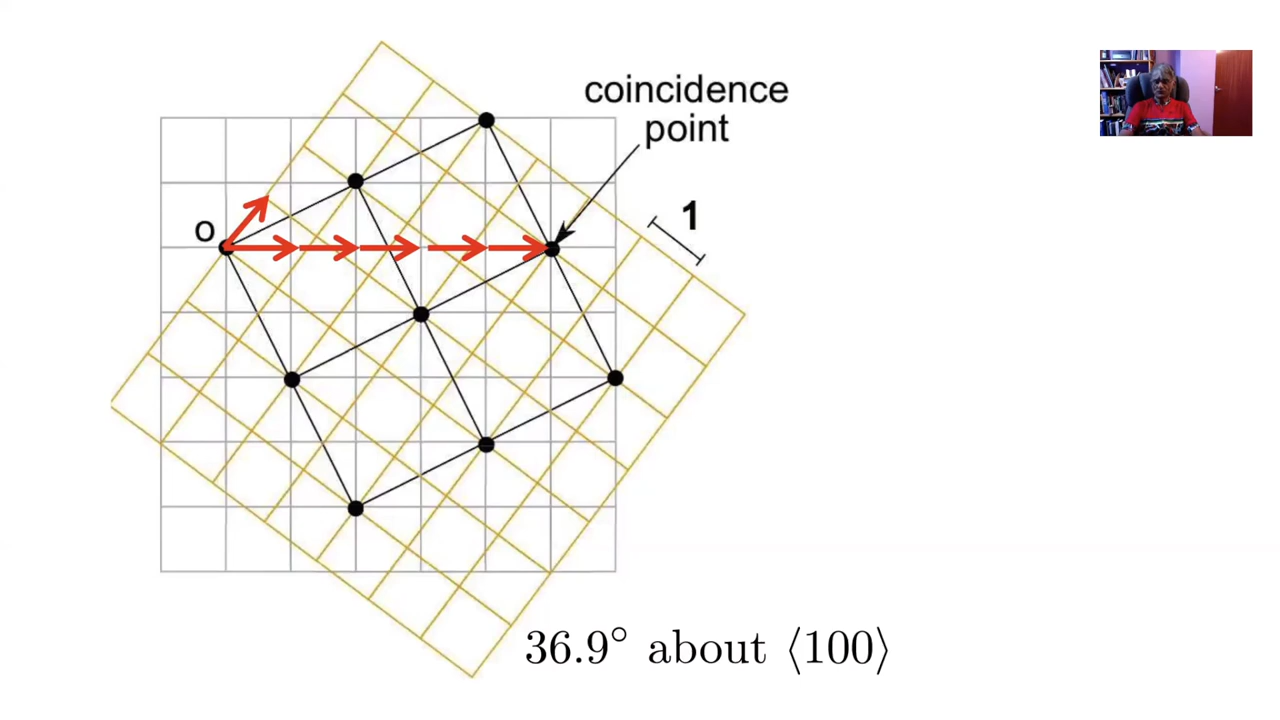 coincidence
point
1
o
36.9° about ⟨100⟩